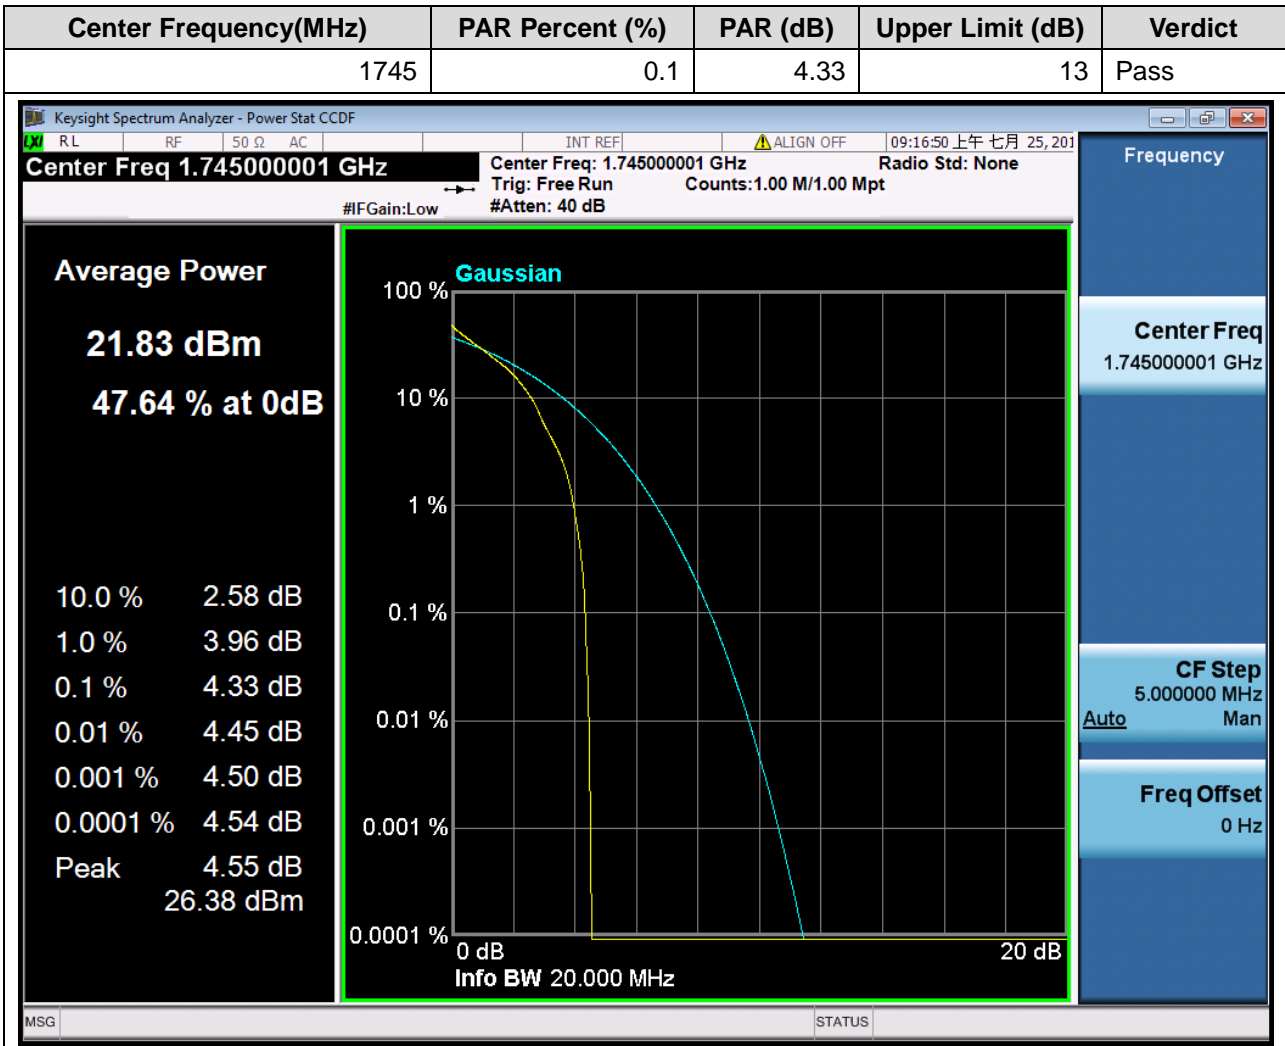 Center Frequency(MHz) PAR Percent (%) PAR (dB) Upper Limit (dB) Verdict
1745 0.1 4.33 13 Pass
Keysight Spectrum Analyzer - Power Stat CCDF
LXI RL RF 50 Ω AC INT REF ALIGN OFF 09:16:50 上午 七月 25, 201
Center Freq 1.745000001 GHz
Center Freq: 1.745000001 GHz Radio Std: None
Trig: Free Run Counts:1.00 M/1.00 Mpt
#IFGain:Low #Atten: 40 dB
Frequency
Average Power
21.83 dBm
47.64 % at 0dB
10.0 % 2.58 dB
1.0 % 3.96 dB
0.1 % 4.33 dB
0.01 % 4.45 dB
0.001 % 4.50 dB
0.0001 % 4.54 dB
Peak 4.55 dB
26.38 dBm
Gaussian
100 %
10 %
1 %
0.1 %
0.01 %
0.001 %
0.0001 %
0 dB 20 dB
Info BW 20.000 MHz
Center Freq
1.745000001 GHz
CF Step
5.000000 MHz
Auto Man
Freq Offset
0 Hz
MSG STATUS